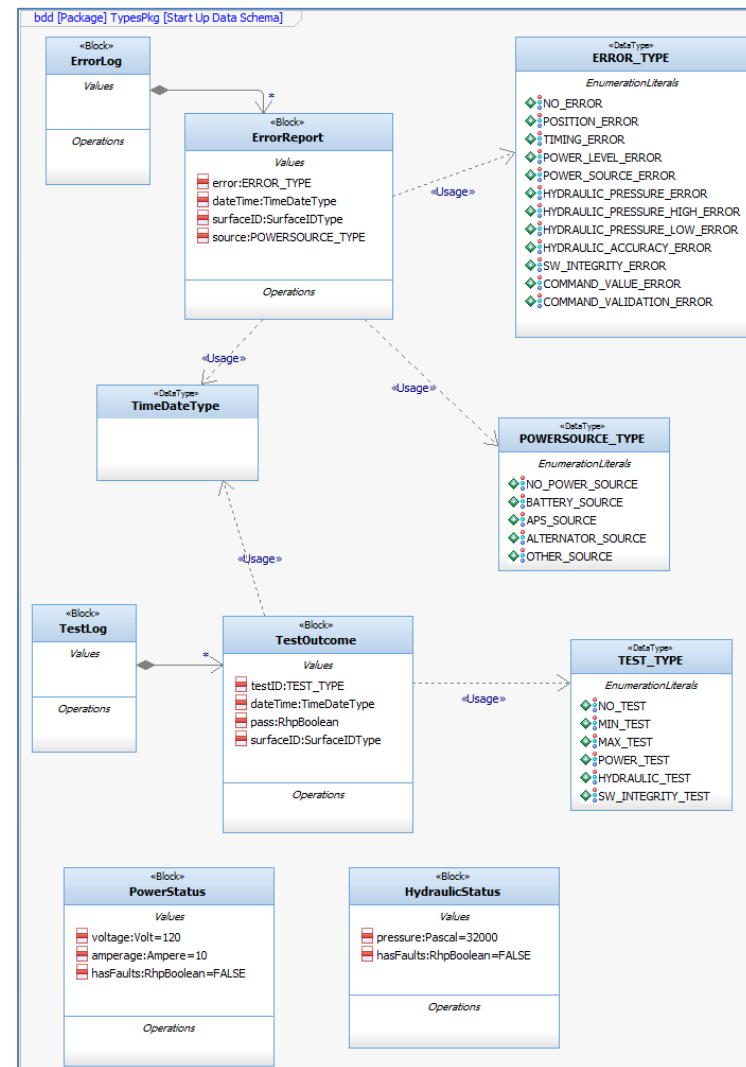 bdd [Package] TypesPkg [Start Up Data Schema]
«Block»
ErrorLog
Values
Operations
*
«Block»
ErrorReport
Values
error:ERROR_TYPE
dateTime:TimeDateType
surfaceID:SurfaceIDType
source:POWERSOURCE_TYPE
Operations
«DataType»
ERROR_TYPE
EnumerationLiterals
NO_ERROR
POSITION_ERROR
TIMING_ERROR
POWER_LEVEL_ERROR
POWER_SOURCE_ERROR
HYDRAULIC_PRESSURE_ERROR
HYDRAULIC_PRESSURE_HIGH_ERROR
HYDRAULIC_PRESSURE_LOW_ERROR
HYDRAULIC_ACCURACY_ERROR
SW_INTEGRITY_ERROR
COMMAND_VALUE_ERROR
COMMAND_VALIDATION_ERROR
«Usage»
«Usage»
«Usage»
«DataType»
TimeDateType
«DataType»
POWERSOURCE_TYPE
EnumerationLiterals
NO_POWER_SOURCE
BATTERY_SOURCE
APS_SOURCE
ALTERNATOR_SOURCE
OTHER_SOURCE
«Usage»
«Block»
TestLog
Values
Operations
*
«Block»
TestOutcome
Values
testID:TEST_TYPE
dateTime:TimeDateType
pass:RhpBoolean
surfaceID:SurfaceIDType
Operations
«Usage»
«DataType»
TEST_TYPE
EnumerationLiterals
NO_TEST
MIN_TEST
MAX_TEST
POWER_TEST
HYDRAULIC_TEST
SW_INTEGRITY_TEST
«Block»
PowerStatus
Values
voltage:Volt=120
amperage:Ampere=10
hasFaults:RhpBoolean=FALSE
Operations
«Block»
HydraulicStatus
Values
pressure:Pascal=32000
hasFaults:RhpBoolean=FALSE
Operations